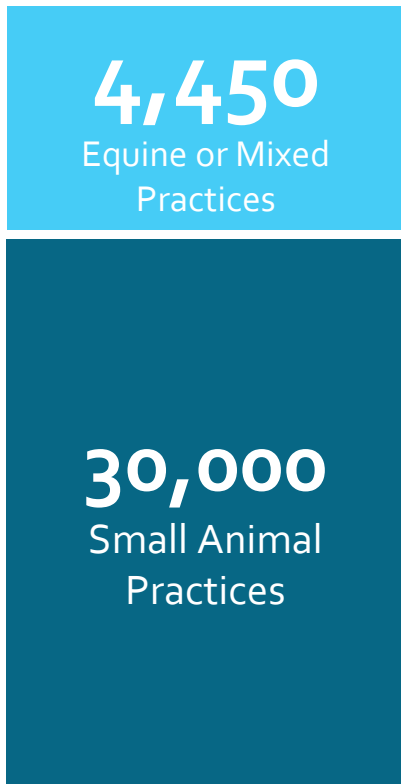 4,450
Equine or Mixed
Practices
30,000
Small Animal
Practices